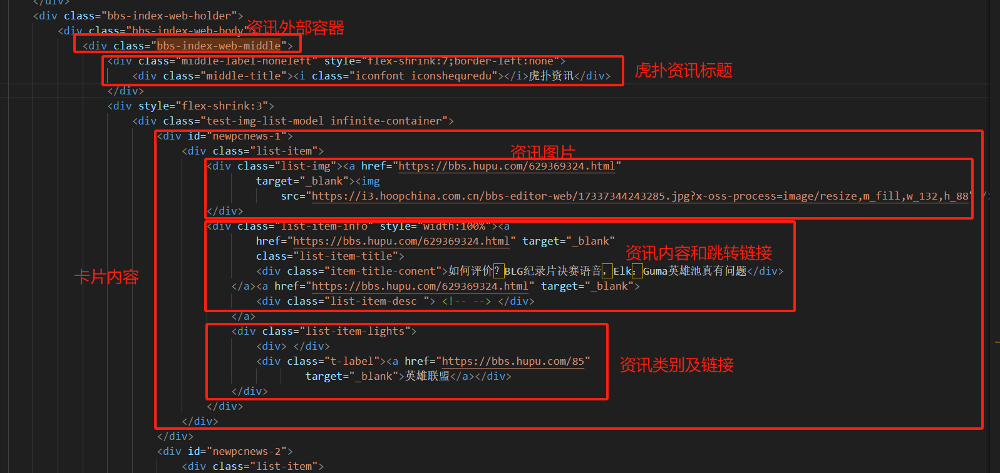 </div>
<div class="bbs-index-web-holder">
<div class="bbs-index-web-body">
资讯外部容器
<div class="bbs-index-web-middle">
<div class="middle-label-noneleft" style="flex-shrink:7;border-left:none">
虎扑资讯标题
<div class="middle-title"><i class="iconfont iconshequredu"></i>虎扑资讯</div>
</div>
<div style="flex-shrink:3">
<div class="test-img-list-model infinite-container">
<div id="newpcnews-1">
<div class="list-item">
资讯图片
<div class="list-img"><a href="https://bbs.hupu.com/629369324.html"
target="_blank"><img
src="https://i3.hoopchina.com.cn/bbs-editor-web/17337344243285.jpg?x-oss-process=image/resize,m_fill,w_132,h_88" />
</div>
<div class="list-item-info" style="width:100%"><a
href="https://bbs.hupu.com/629369324.html" target="_blank"
class="list-item-title">
资讯内容和跳转链接
<div class="item-title-conent">如何评价？BLG纪录片决赛语音，Elk：Guma英雄池真有问题</div>
卡片内容
</a><a href="https://bbs.hupu.com/629369324.html" target="_blank">
<div class="list-item-desc "> <!-- --> </div>
</a>
<div class="list-item-lights">
<div> </div>
<div class="t-label"><a href="https://bbs.hupu.com/85"
资讯类别及链接
target="_blank">英雄联盟</a></div>
</div>
</div>
</div>
</div>
<div id="newpcnews-2">
<div class="list-item">